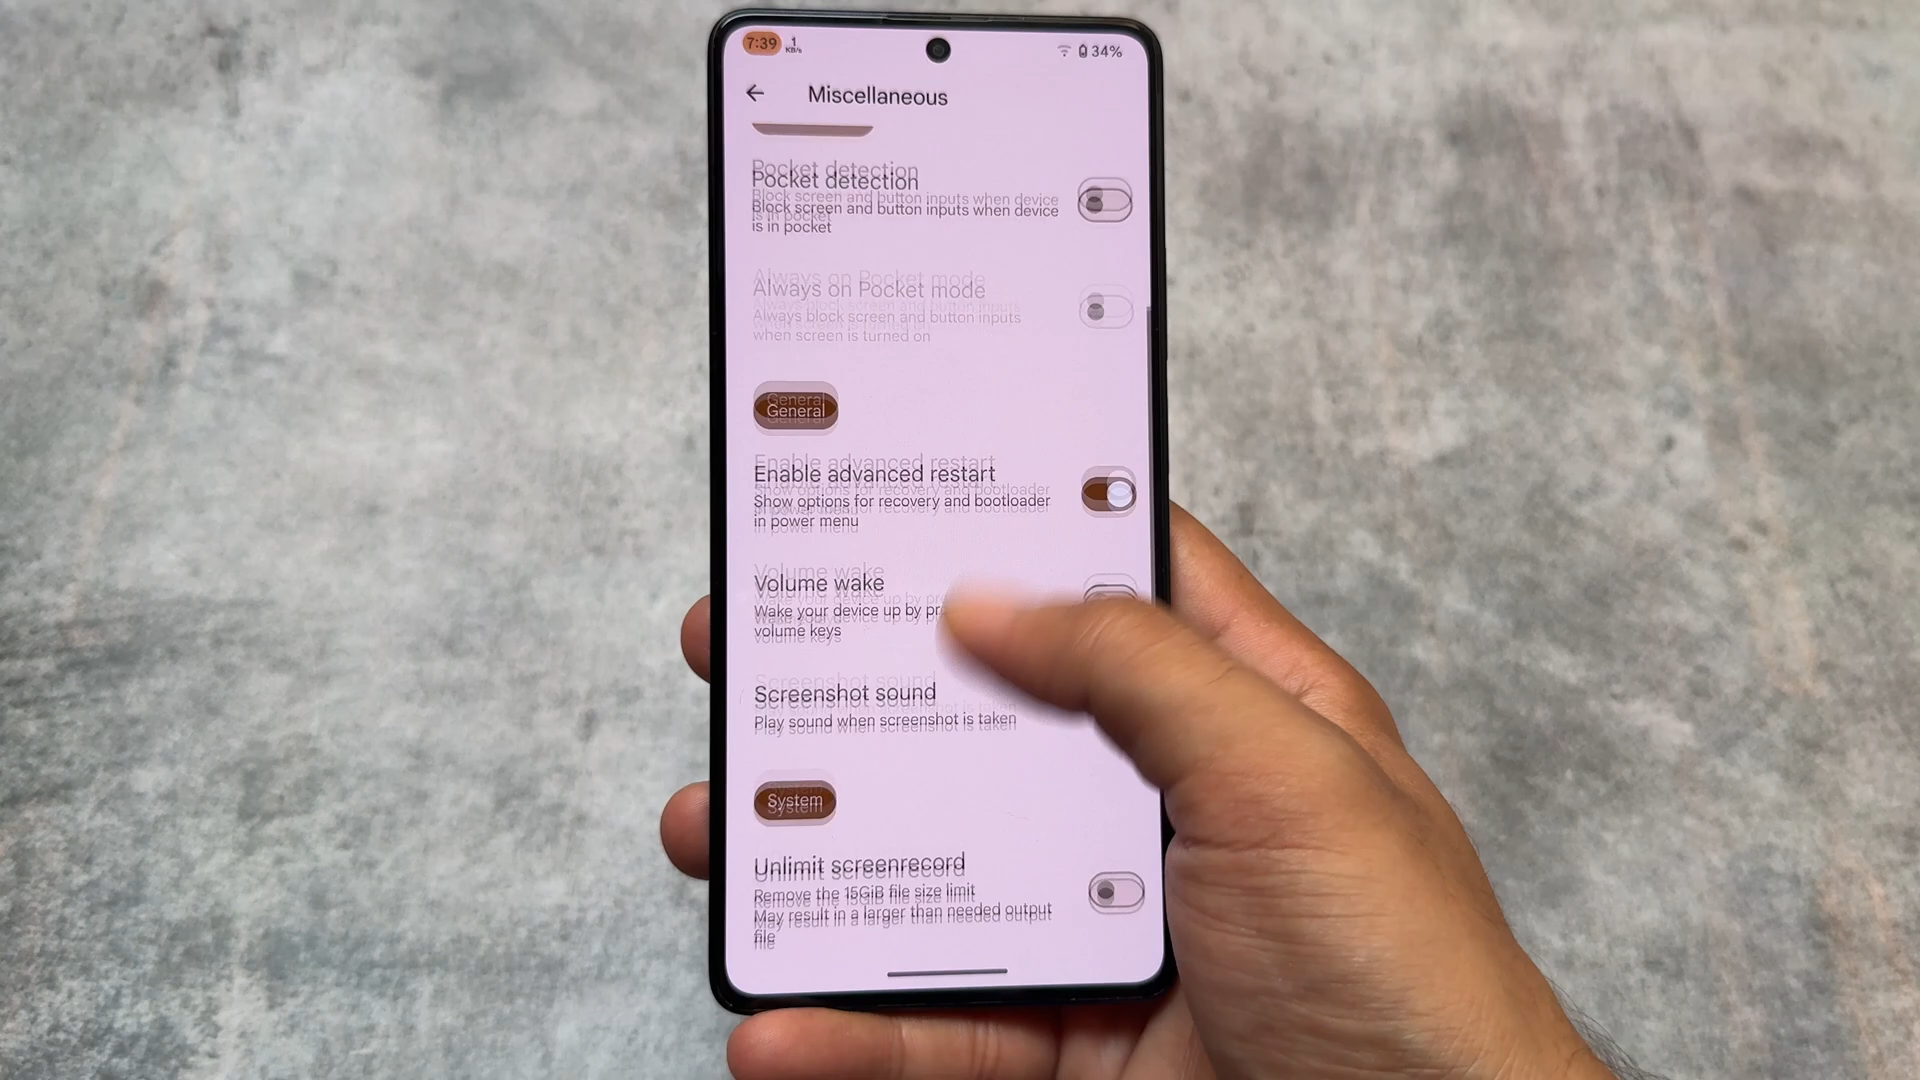 7:39 1 KB/s 34%
Miscellaneous
Pocket detection
Block screen and button inputs when device
is in pocket
Always on Pocket mode
Always block screen and button inputs
when screen is turned on
General
Enable advanced restart
Show options for recovery and bootloader
in power menu
Volume wake
Wake your device up by
volume keys
Screenshot sound
Play sound when screenshot is taken
System
Unlimit screenrecord
Remove the 15GiB file size limit
May result in a larger than needed output
file